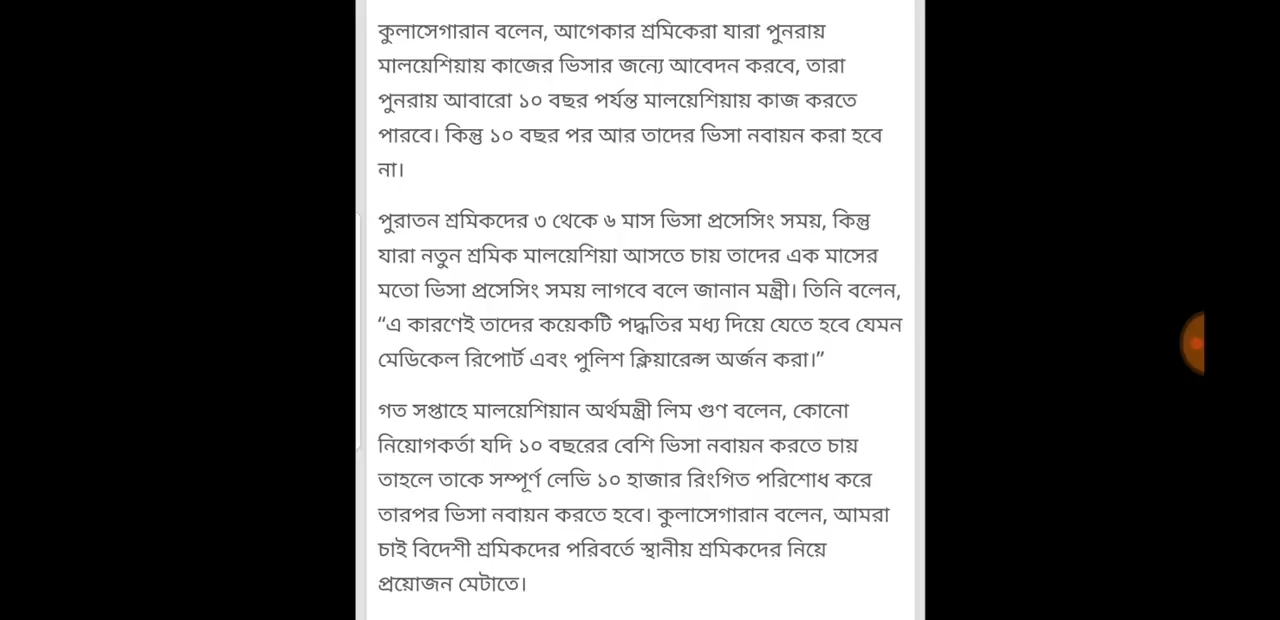 কুলাসেগারান বলেন, আগেকার শ্রমিকেরা যারা পুনরায়
মালয়েশিয়ায় কাজের ভিসার জন্যে আবেদন করবে, তারা
পুনরায় আবারো ১০ বছর পর্যন্ত মালয়েশিয়ায় কাজ করতে
পারবে। কিন্তু ১০ বছর পর আর তাদের ভিসা নবায়ন করা হবে
না।
পুরাতন শ্রমিকদের ৩ থেকে ৬ মাস ভিসা প্রসেসিং সময়, কিন্তু
যারা নতুন শ্রমিক মালয়েশিয়া আসতে চায় তাদের এক মাসের
মতো ভিসা প্রসেসিং সময় লাগবে বলে জানান মন্ত্রী। তিনি বলেন,
“এ কারণেই তাদের কয়েকটি পদ্ধতির মধ্য দিয়ে যেতে হবে যেমন
মেডিকেল রিপোর্ট এবং পুলিশ ক্লিয়ারেন্স অর্জন করা।”
গত সপ্তাহে মালয়েশিয়ান অর্থমন্ত্রী লিম গুণ বলেন, কোনো
নিয়োগকর্তা যদি ১০ বছরের বেশি ভিসা নবায়ন করতে চায়
তাহলে তাকে সম্পূর্ণ লেভি ১০ হাজার রিংগিত পরিশোধ করে
তারপর ভিসা নবায়ন করতে হবে। কুলাসেগারান বলেন, আমরা
চাই বিদেশী শ্রমিকদের পরিবর্তে স্থানীয় শ্রমিকদের নিয়ে
প্রয়োজন মেটাতে।